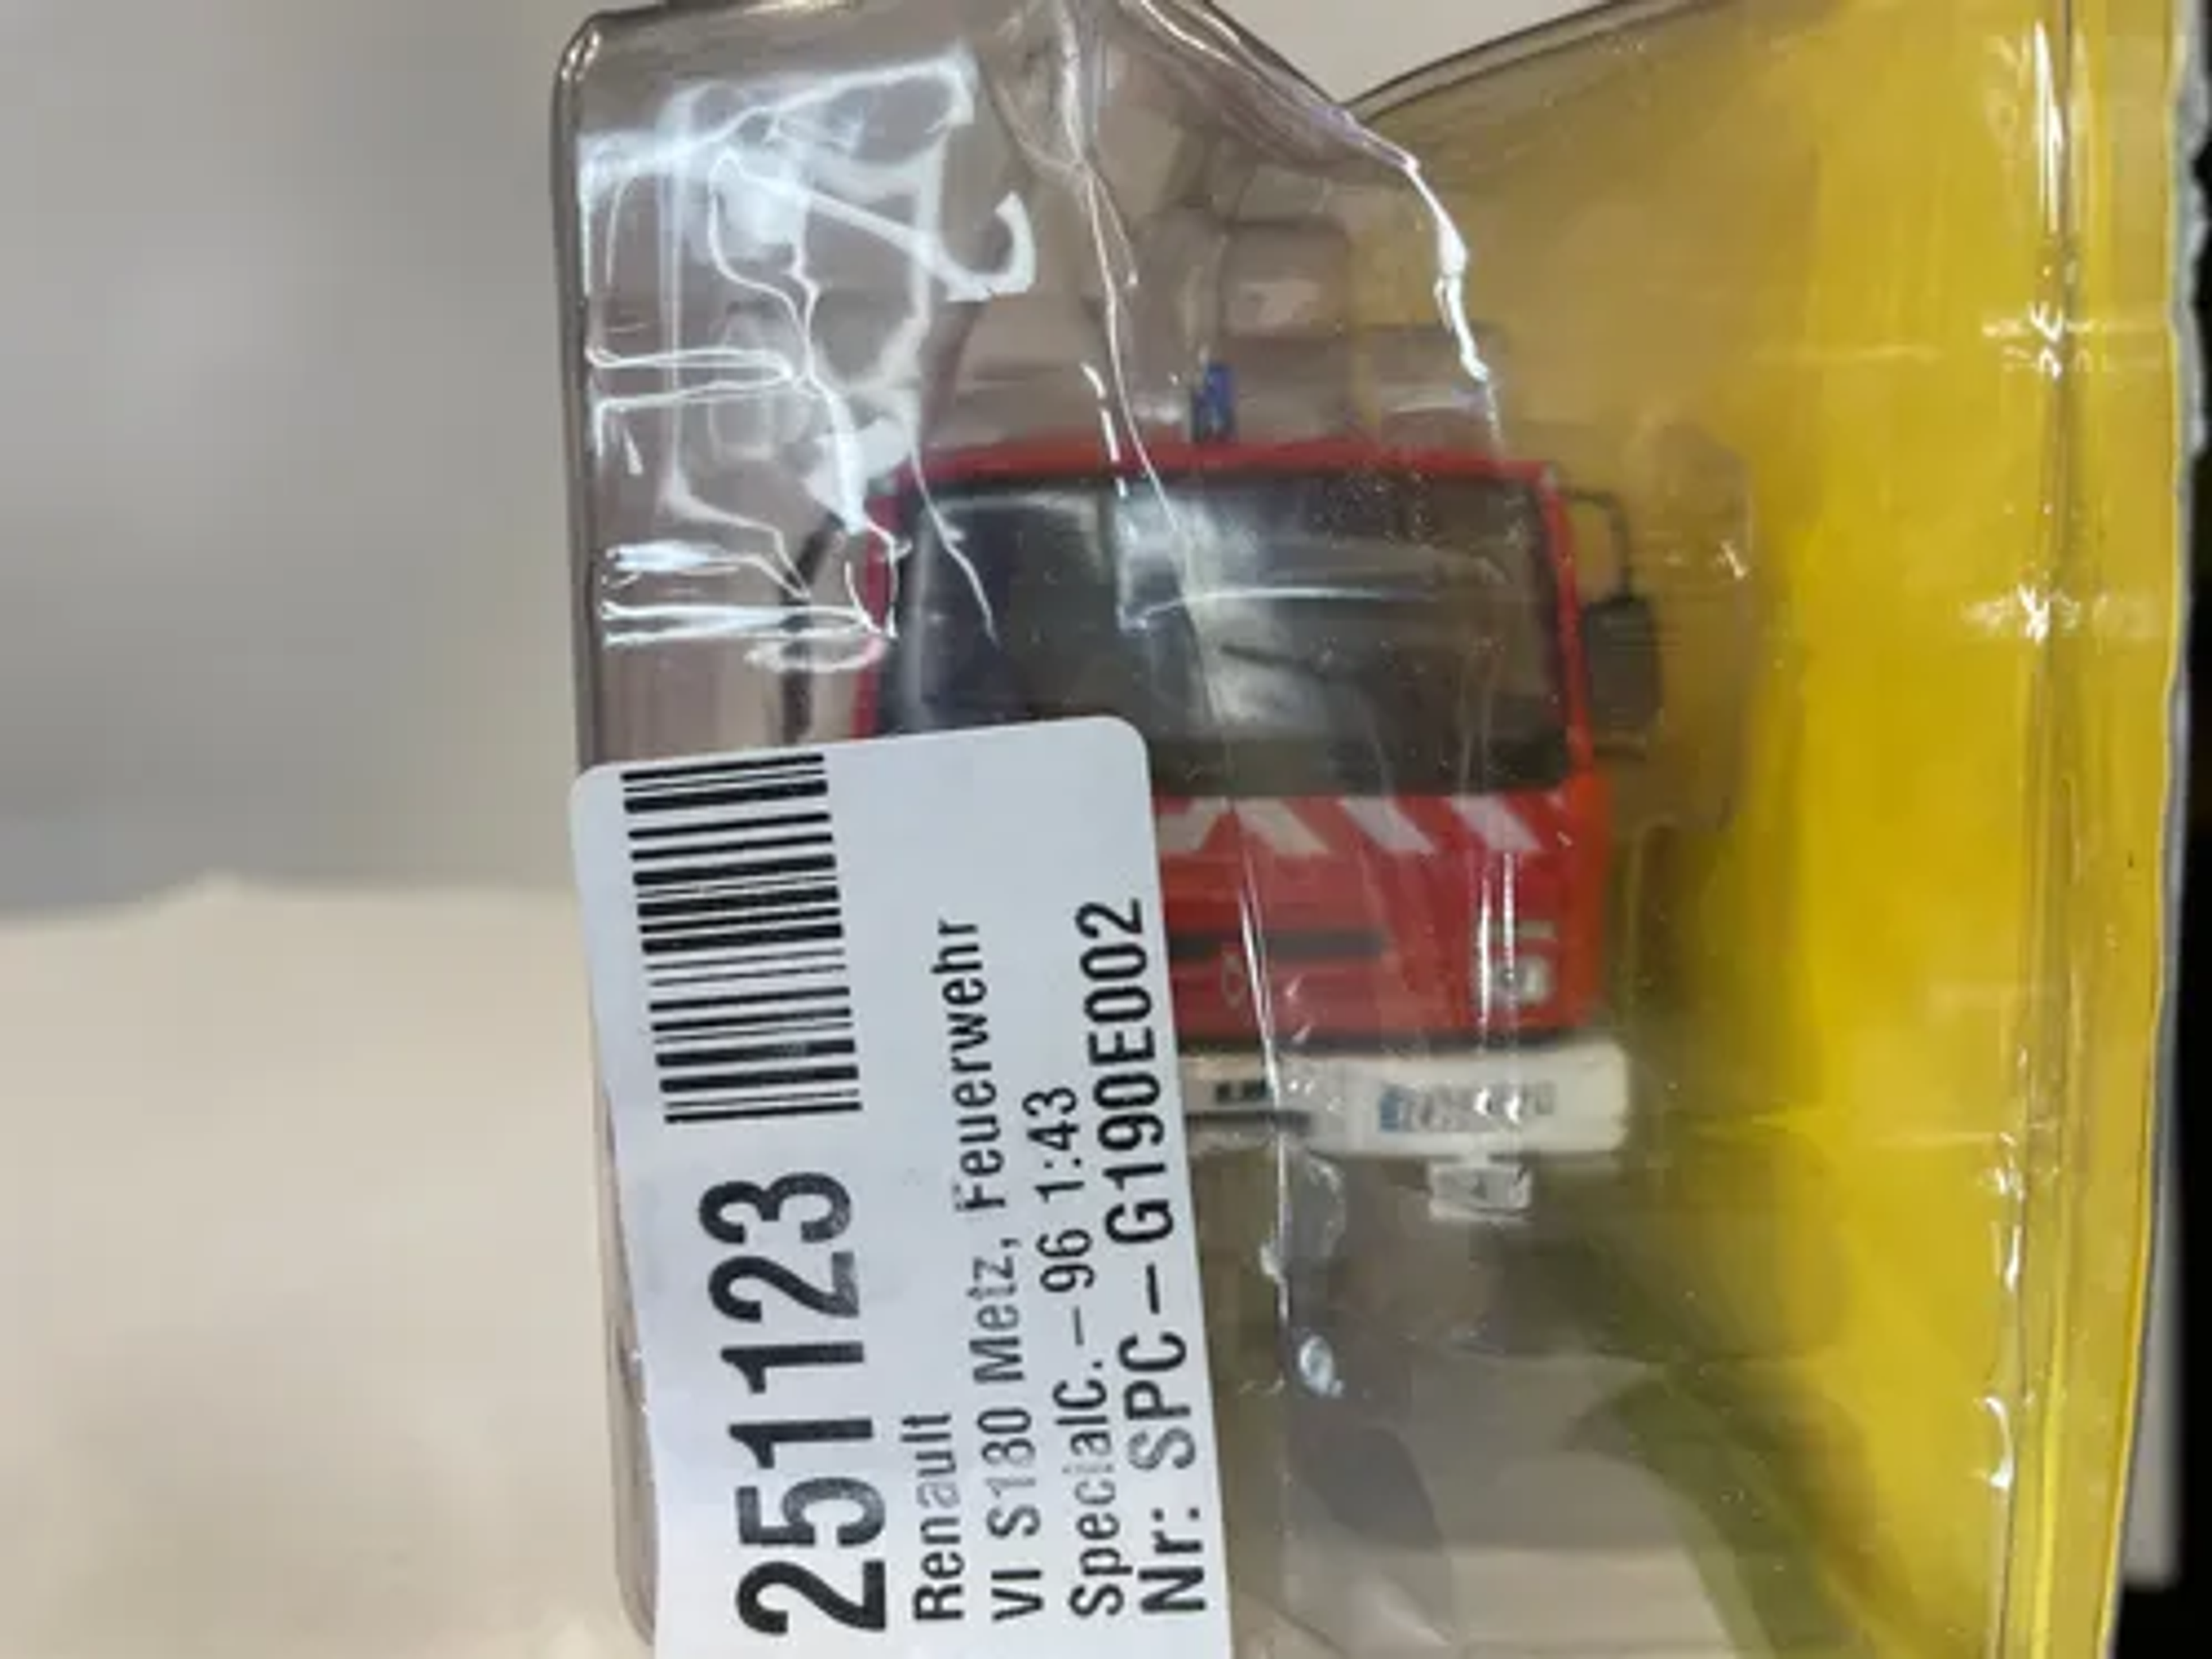 251123
Renault
VI S180 Metz, Feuerwehr
SpecialC.–96 1:43
Nr: SPC – G190E002